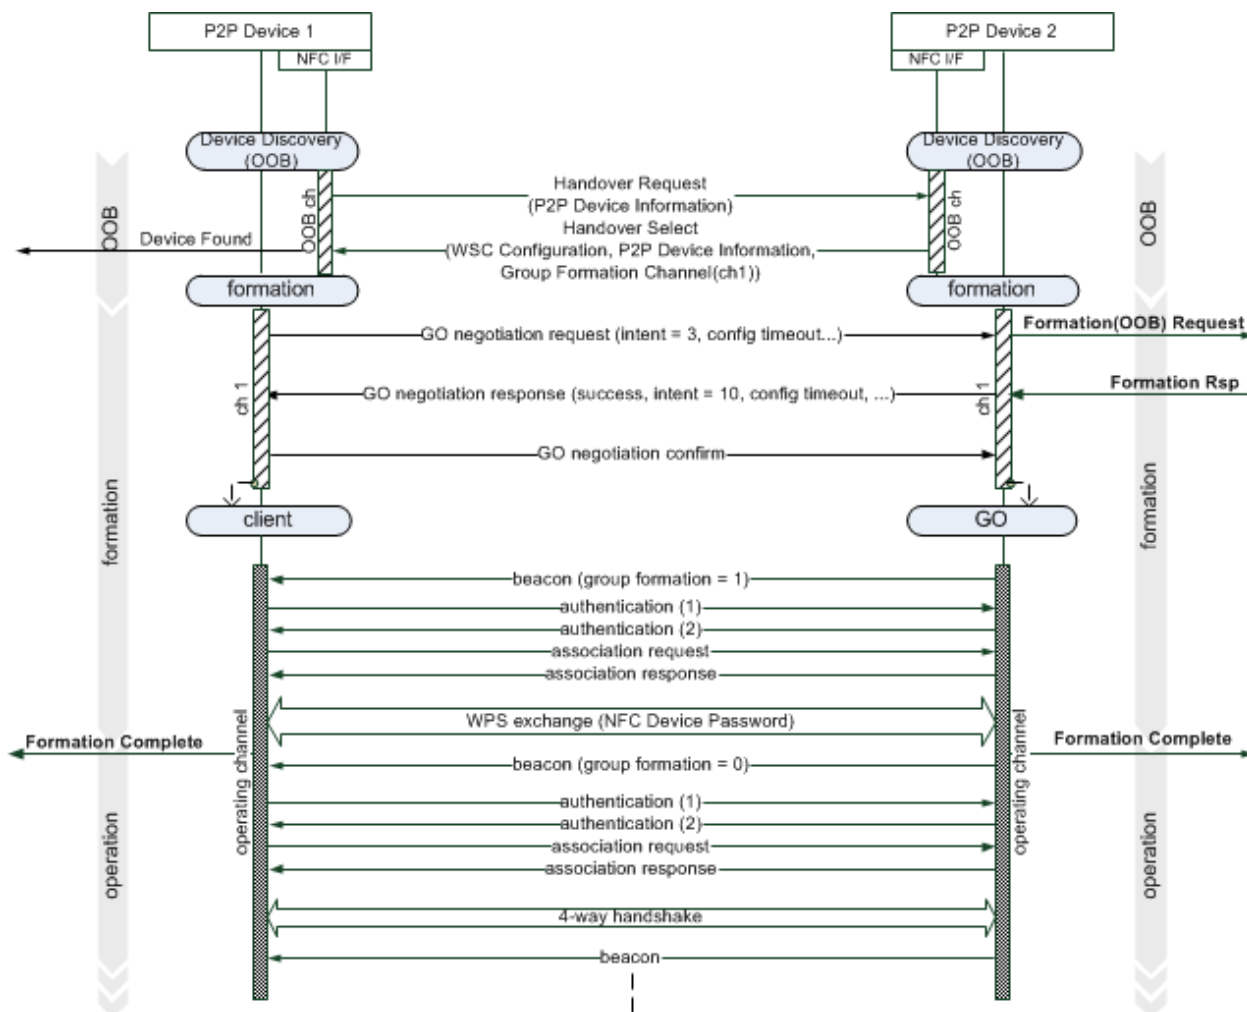 P2P Device 1
P2P Device 2
NFC I/F
NFC I/F
Device Discovery
(OOB)
Device Discovery
(OOB)
OOB
OOB ch
Handover Request
(P2P Device Information)
OOB ch
OOB
Device Found
Handover Select
(WSC Configuration, P2P Device Information,
Group Formation Channel(ch1))
formation
formation
GO negotiation request (intent = 3, config timeout...)
Formation(OOB) Request
ch 1
GO negotiation response (success, intent = 10, config timeout, ...)
ch 1
Formation Rsp
GO negotiation confirm
formation
formation
client
GO
beacon (group formation = 1)
authentication (1)
authentication (2)
association request
association response
WPS exchange (NFC Device Password)
Formation Complete
Formation Complete
operating channel
operating channel
beacon (group formation = 0)
authentication (1)
authentication (2)
association request
association response
operation
operation
4-way handshake
beacon